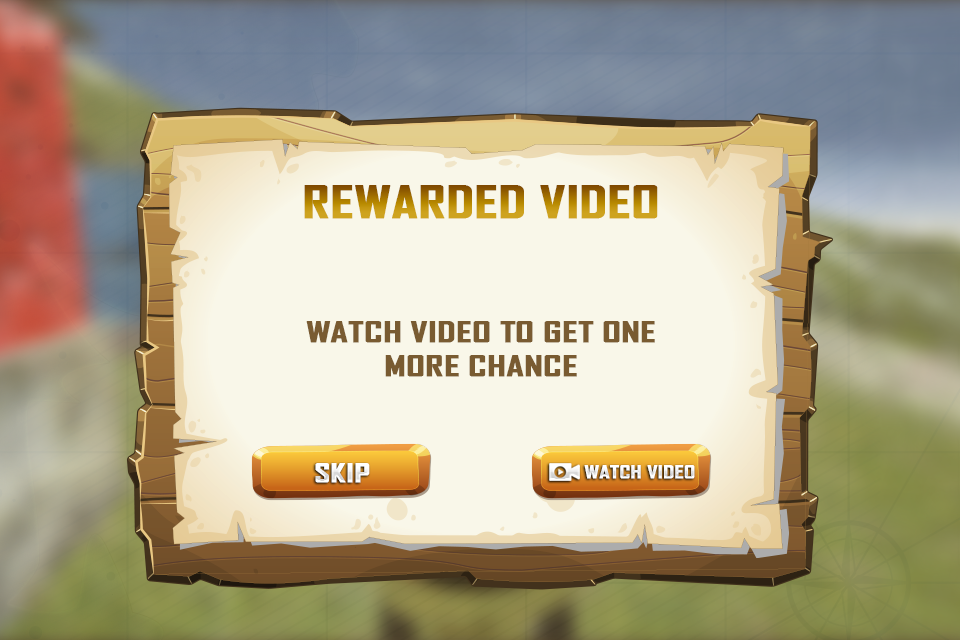 REWARDED VIDEO
WATCH VIDEO TO GET ONE
MORE CHANCE
SKIP
WATCH VIDEO